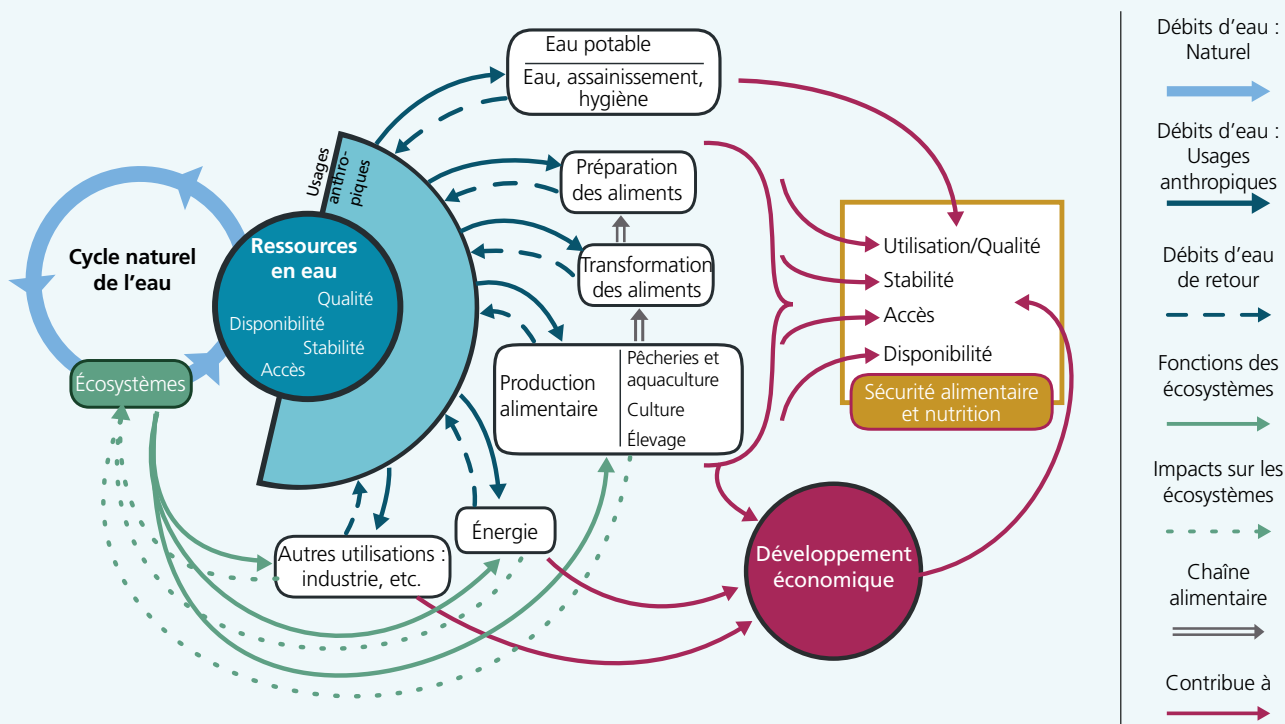 Eau potable
Eau, assainissement,
hygiène
Usages
anthro-
piques
Préparation
des aliments
Cycle naturel
de l’eau
Ressources
en eau
Qualité
Disponibilité
Stabilité
Accès
Transformation
des aliments
Écosystèmes
Production
alimentaire
Pêcheries et
aquaculture
Culture
Élevage
Utilisation/Qualité
Stabilité
Accès
Disponibilité
Sécurité alimentaire
et nutrition
Énergie
Autres utilisations :
industrie, etc.
Développement
économique
Débits d’eau :
Naturel
Débits d’eau :
Usages
anthropiques
Débits d’eau
de retour
Fonctions des
écosystèmes
Impacts sur les
écosystèmes
Chaîne
alimentaire
Contribue à